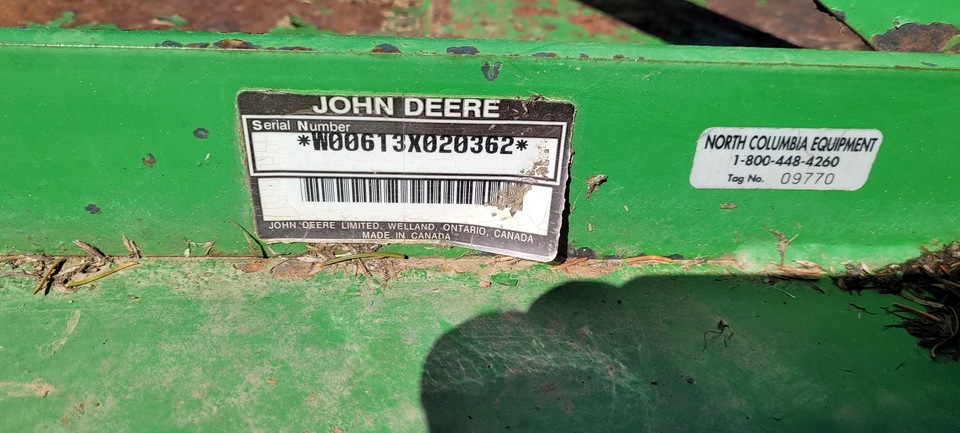 JOHN DEERE
Serial Number
*W00613X020362*
JOHN DEERE LIMITED, WELLAND, ONTARIO, CANADA
MADE IN CANADA
NORTH COLUMBIA EQUIPMENT
1-800-448-4260
Tag No. 09770